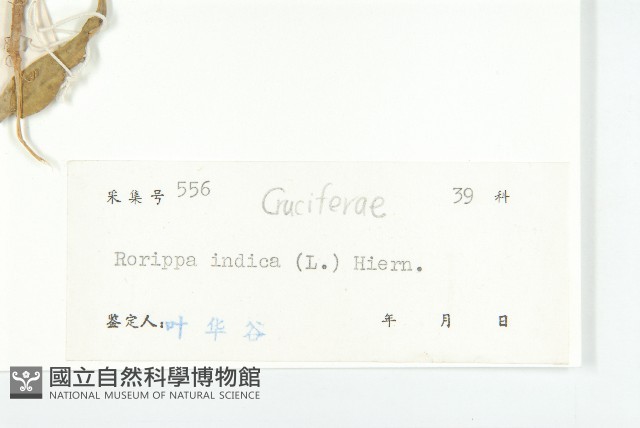 采集号 556 Cruciferae 39 科
Rorippa indica (L.) Hiern.
鉴定人: 叶华谷 年 月 日
國立自然科學博物館
NATIONAL MUSEUM OF NATURAL SCIENCE